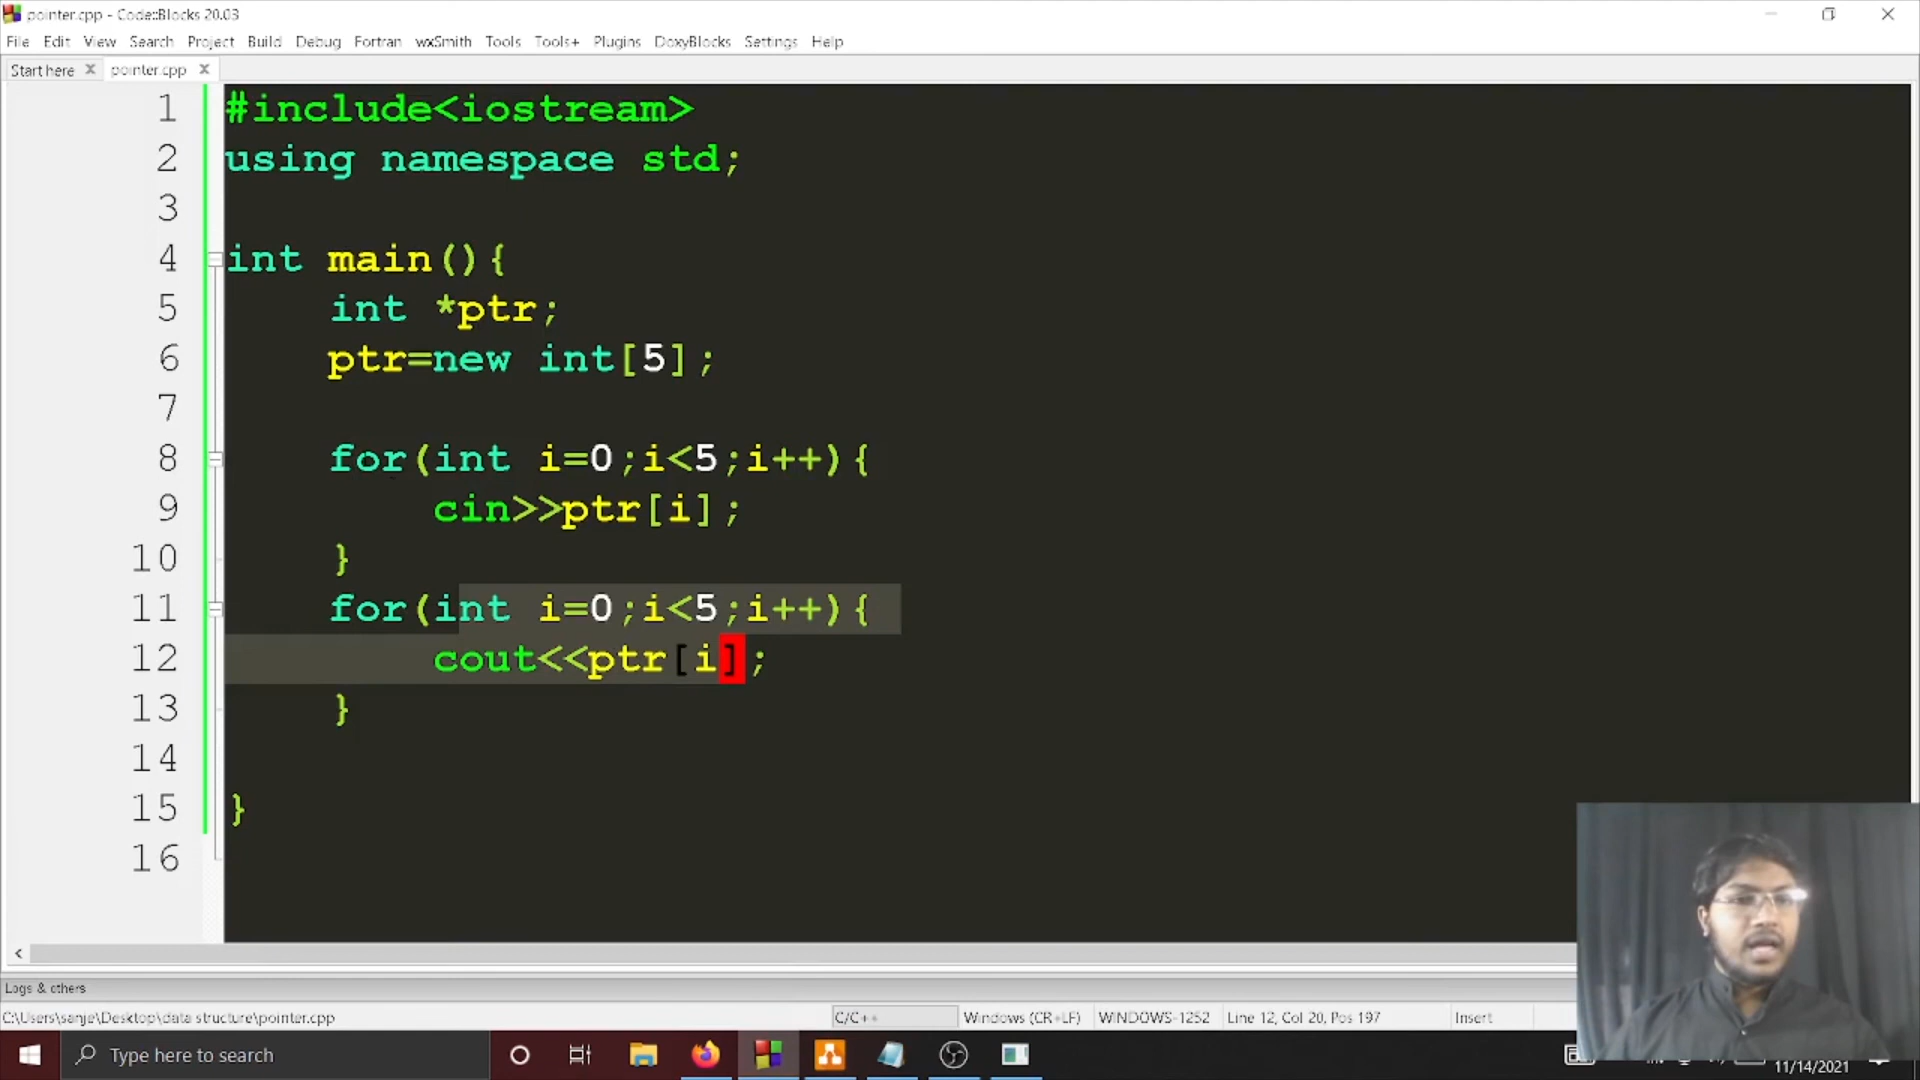 pointer.cpp - Code::Blocks 20.03
File Edit View Search Project Build Debug Fortran wxSmith Tools Tools+ Plugins DoxyBlocks Settings Help
Start here pointer.cpp
1 #include<iostream>
2 using namespace std;
3
4 int main(){
5 int *ptr;
6 ptr=new int[5];
7
8 for(int i=0;i<5;i++){
9 cin>>ptr[i];
10 }
11 for(int i=0;i<5;i++){
12 cout<<ptr[i];
13 }
14
15 }
16
Logs & others
C:\Users\sanje\Desktop\data structure\pointer.cpp C/C++ Windows (CR+LF) WINDOWS-1252 Line 12, Col 20, Pos 197 Insert
Type here to search
11/14/2021